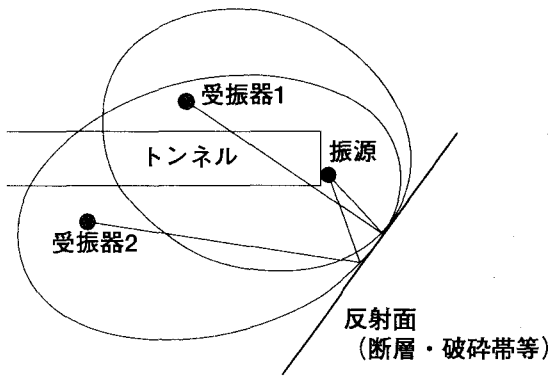 受振器1
トンネル
振源
受振器2
反射面
（断層・破砕帯等）